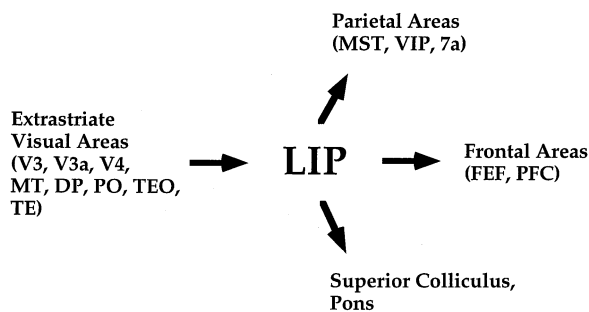 Parietal Areas
(MST, VIP, 7a)
Extrastriate
Visual Areas
(V3, V3a, V4,
MT, DP, PO, TEO,
TE)
LIP
Frontal Areas
(FEF, PFC)
Superior Colliculus,
Pons